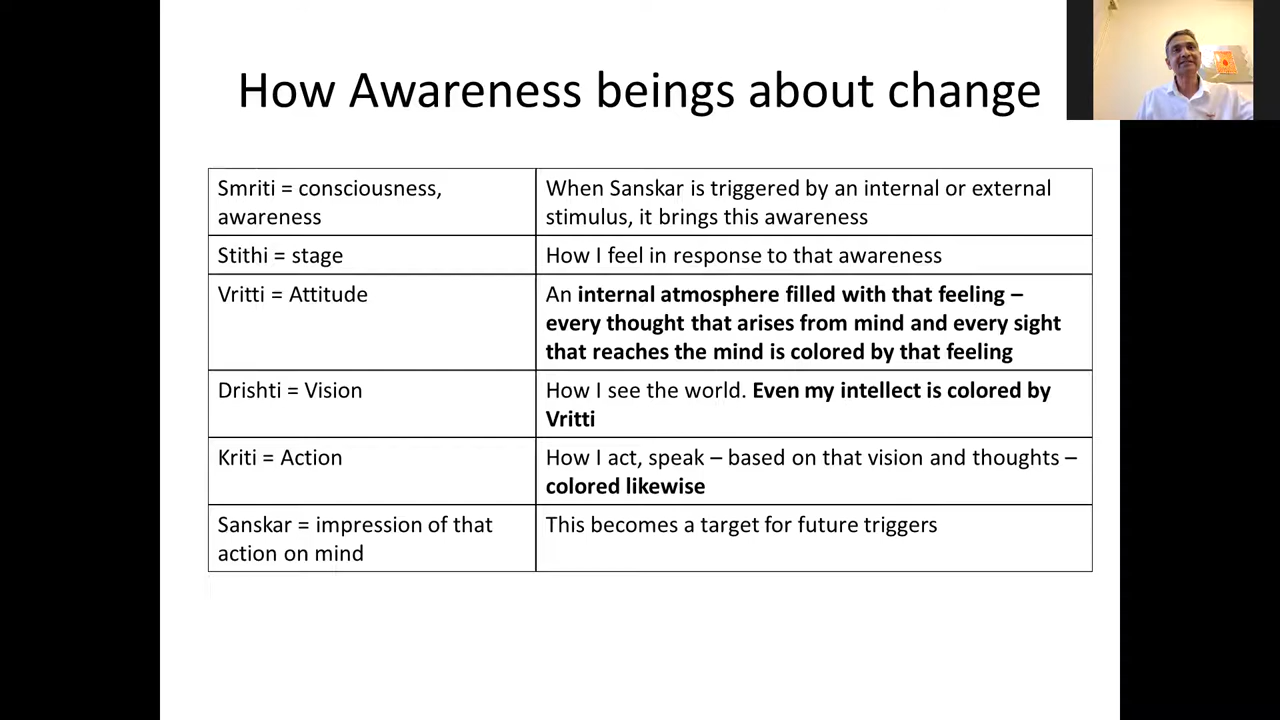 How Awareness beings about change
Smriti = consciousness,
awareness
When Sanskar is triggered by an internal or external
stimulus, it brings this awareness
Stithi = stage
How I feel in response to that awareness
Vritti = Attitude
An internal atmosphere filled with that feeling –
every thought that arises from mind and every sight
that reaches the mind is colored by that feeling
Drishti = Vision
How I see the world. Even my intellect is colored by
Vritti
Kriti = Action
How I act, speak – based on that vision and thoughts –
colored likewise
Sanskar = impression of that
action on mind
This becomes a target for future triggers